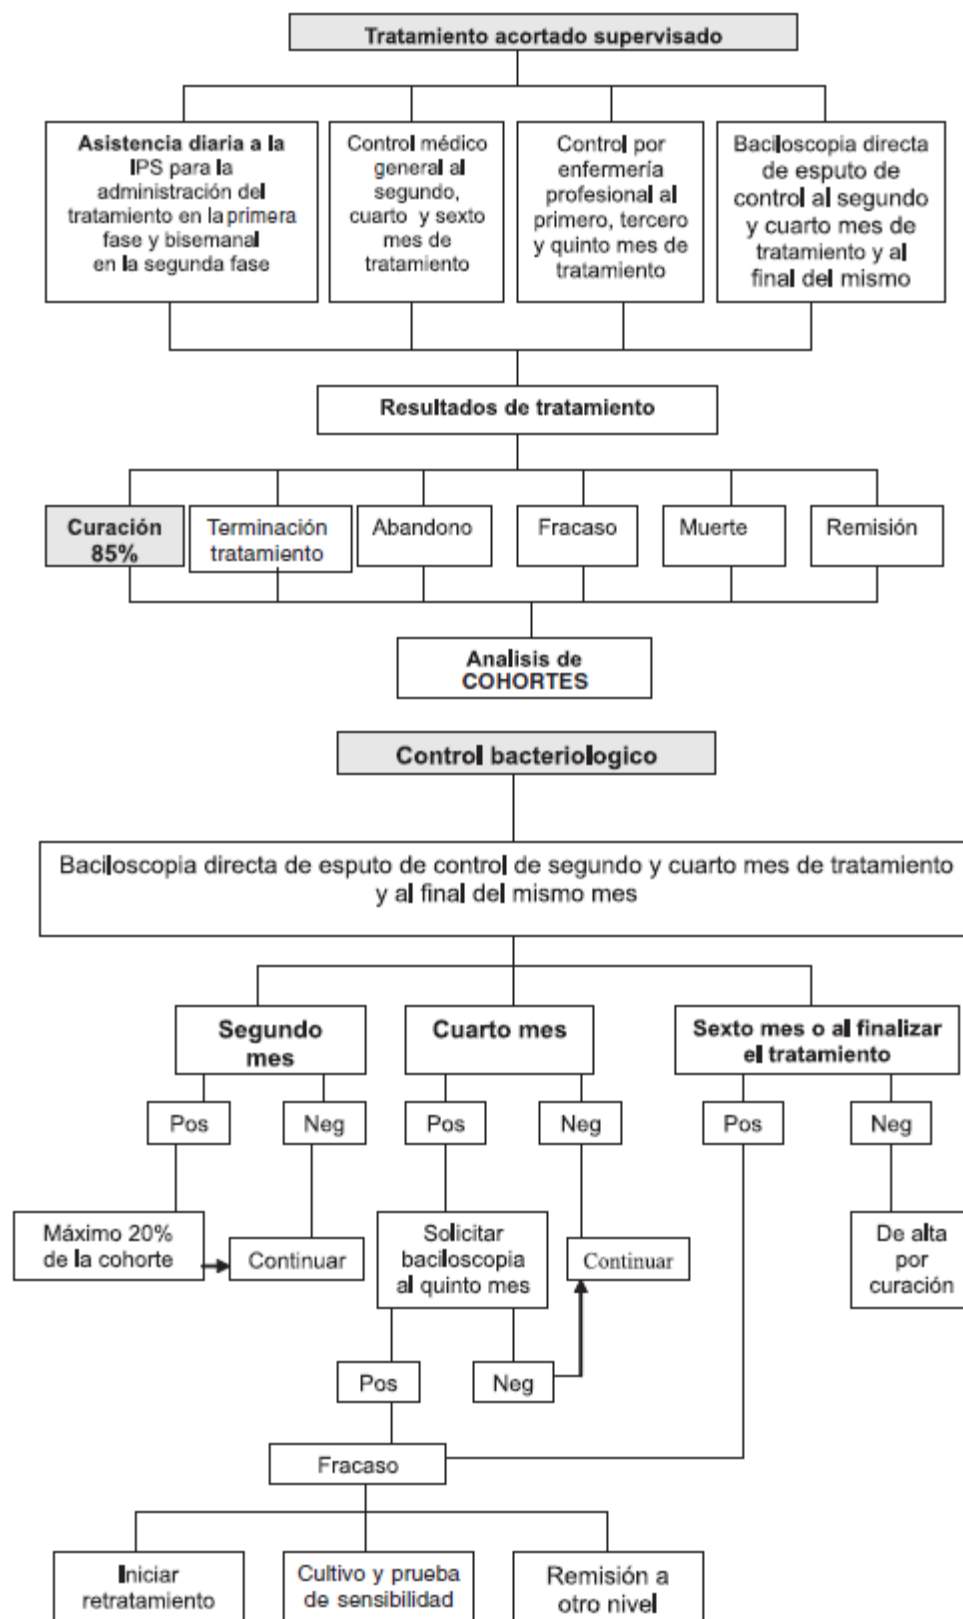 Tratamiento acortado supervisado
Asistencia diaria a la
IPS para la
administración del
tratamiento en la primera
fase y bisemanal
en la segunda fase
Control médico
general al
segundo,
cuarto y sexto
mes de
tratamiento
Control por
enfermería
profesional al
primero, tercero
y quinto mes de
tratamiento
Baciloscopia directa
de esputo de
control al segundo
y cuarto mes de
tratamiento y al
final del mismo
Resultados de tratamiento
Curación
85%
Terminación
tratamiento
Abandono
Fracaso
Muerte
Remisión
Analisis de
COHORTES
Control bacteriologico
Baciloscopia directa de esputo de control de segundo y cuarto mes de tratamiento
y al final del mismo mes
Segundo
mes
Cuarto mes
Sexto mes o al finalizar
el tratamiento
Pos
Neg
Pos
Neg
Pos
Neg
Máximo 20%
de la cohorte
Continuar
Solicitar
baciloscopia
al quinto mes
Continuar
De alta
por
curación
Pos
Neg
Fracaso
Iniciar
retratamiento
Cultivo y prueba
de sensibilidad
Remisión a
otro nivel